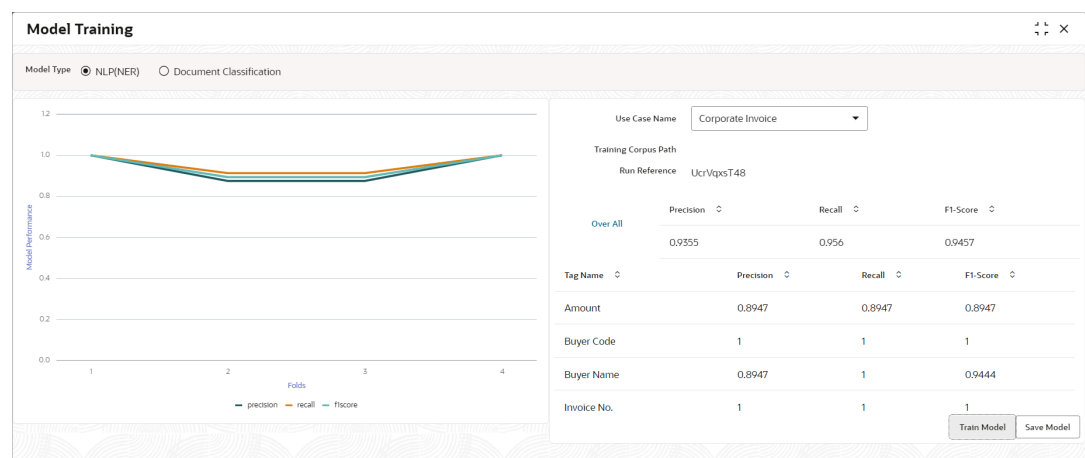 Model Training
Model Type NLP(NER) Document Classification
1.2
1.0
0.8
0.6
0.4
0.2
0.0
Model Performance
1 2 3 4
Folds
precision recall f1score
Use Case Name Corporate Invoice
Training Corpus Path
Run Reference UcrVqxsT48
Over All
Precision Recall F1-Score
0.9355 0.956 0.9457
Tag Name Precision Recall F1-Score
Amount 0.8947 0.8947 0.8947
Buyer Code 1 1 1
Buyer Name 0.8947 1 0.9444
Invoice No. 1 1 1
Train Model Save Model